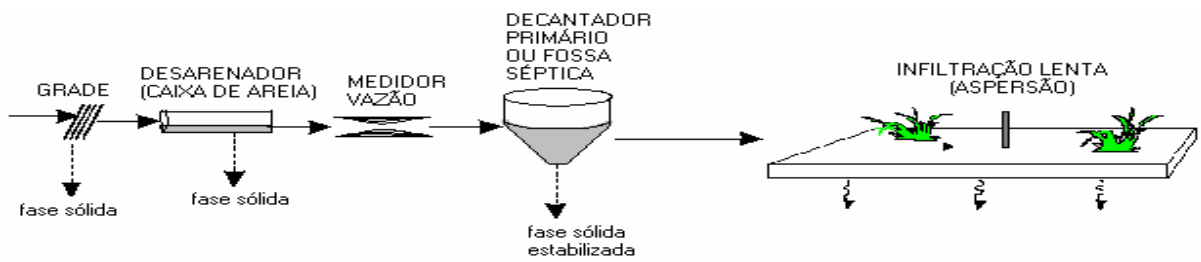 GRADE
DESARENADOR
(CAIXA DE AREIA)
MEDIDOR
VAZÃO
DECANTADOR
PRIMÁRIO
OU FOSSA
SÉPTICA
INFILTRAÇÃO LENTA
(ASPERSÃO)
fase sólida
fase sólida
fase sólida
estabilizada